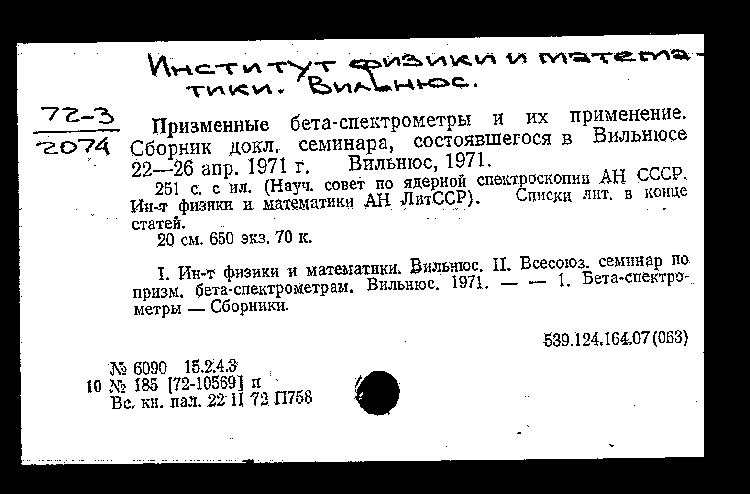 Институт физики и матема-
тики. Вильнюс.
72-3
2074
Призменные бета-спектрометры и их применение.
Сборник докл. семинара, состоявшегося в Вильнюсе
22—26 апр. 1971 г. Вильнюс, 1971.
251 с. с ил. (Науч. совет по ядерной спектроскопии АН СССР.
Ин-т физики и математики АН ЛитССР). Списки лит. в конце
статей.
20 см. 650 экз. 70 к.
I. Ин-т физики и математики. Вильнюс. II. Всесоюз. семинар по
призм. бета-спектрометрам. Вильнюс. 1971. — — 1. Бета-спектро-
метры — Сборники.
539.124.164.07(063)
№ 6090 15.2.4.3
10 № 185 [72-10569] п
Вс. кн. пал. 22 II 72 П758